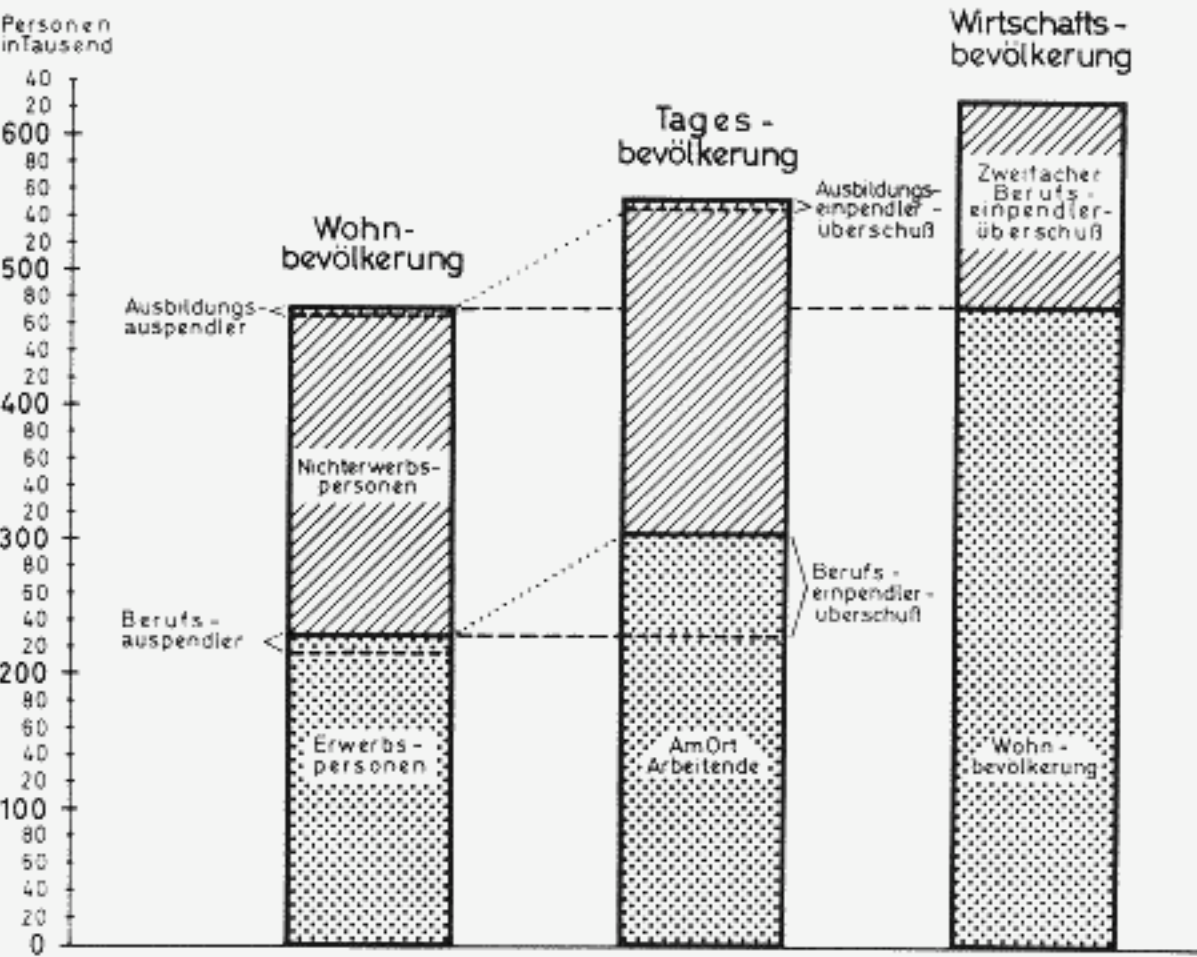 Personen
in Tausend
Wohn-
bevölkerung
Tages-
bevölkerung
Wirtschafts-
bevölkerung
40
20
600
80
60
40
20
500
80
60
40
20
400
80
60
40
20
300
80
60
40
20
200
80
60
40
20
100
80
60
40
20
0
Ausbildungs-
auspendler
Nichterwerbs-
personen
Berufs-
auspendler
Erwerbs-
personen
Ausbildungs-
einpendler-
überschuß
Berufs-
einpendler-
überschuß
Am Ort
Arbeitende
Zweifacher
Berufs-
einpendler-
überschuß
Wohn-
bevölkerung